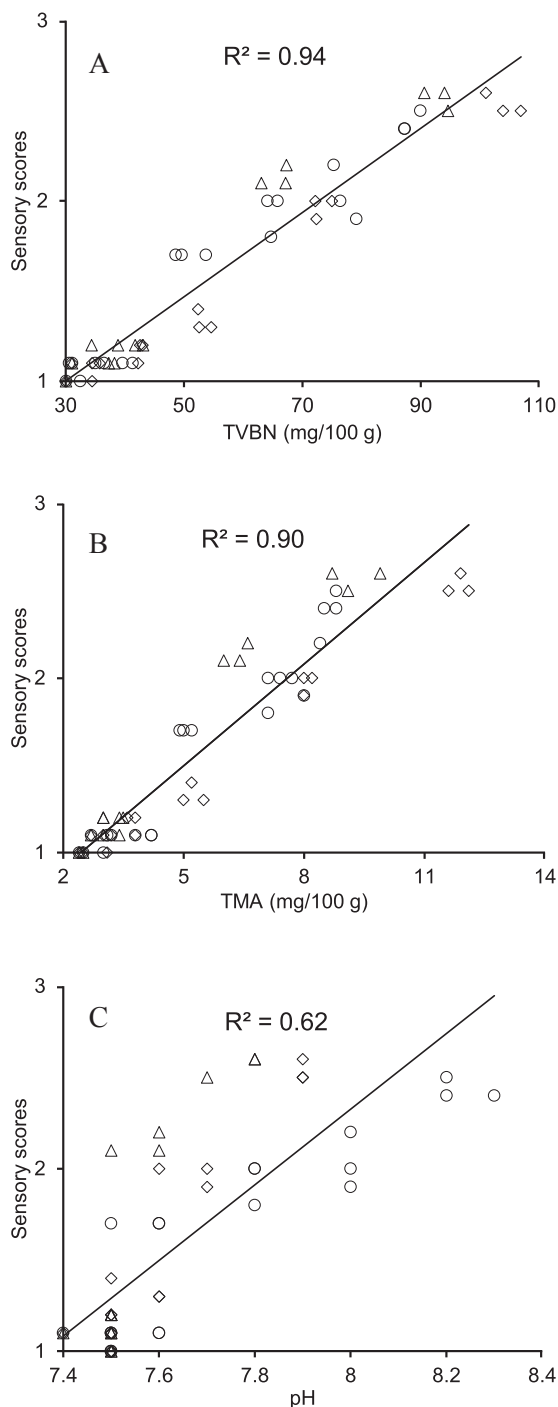 3
A
R² = 0.94
Sensory scores
2
1
30
50
70
90
110
TVBN (mg/100 g)
3
B
R² = 0.90
Sensory scores
2
1
2
5
8
11
14
TMA (mg/100 g)
3
C
R² = 0.62
Sensory scores
2
1
7.4
7.6
7.8
8
8.2
8.4
pH